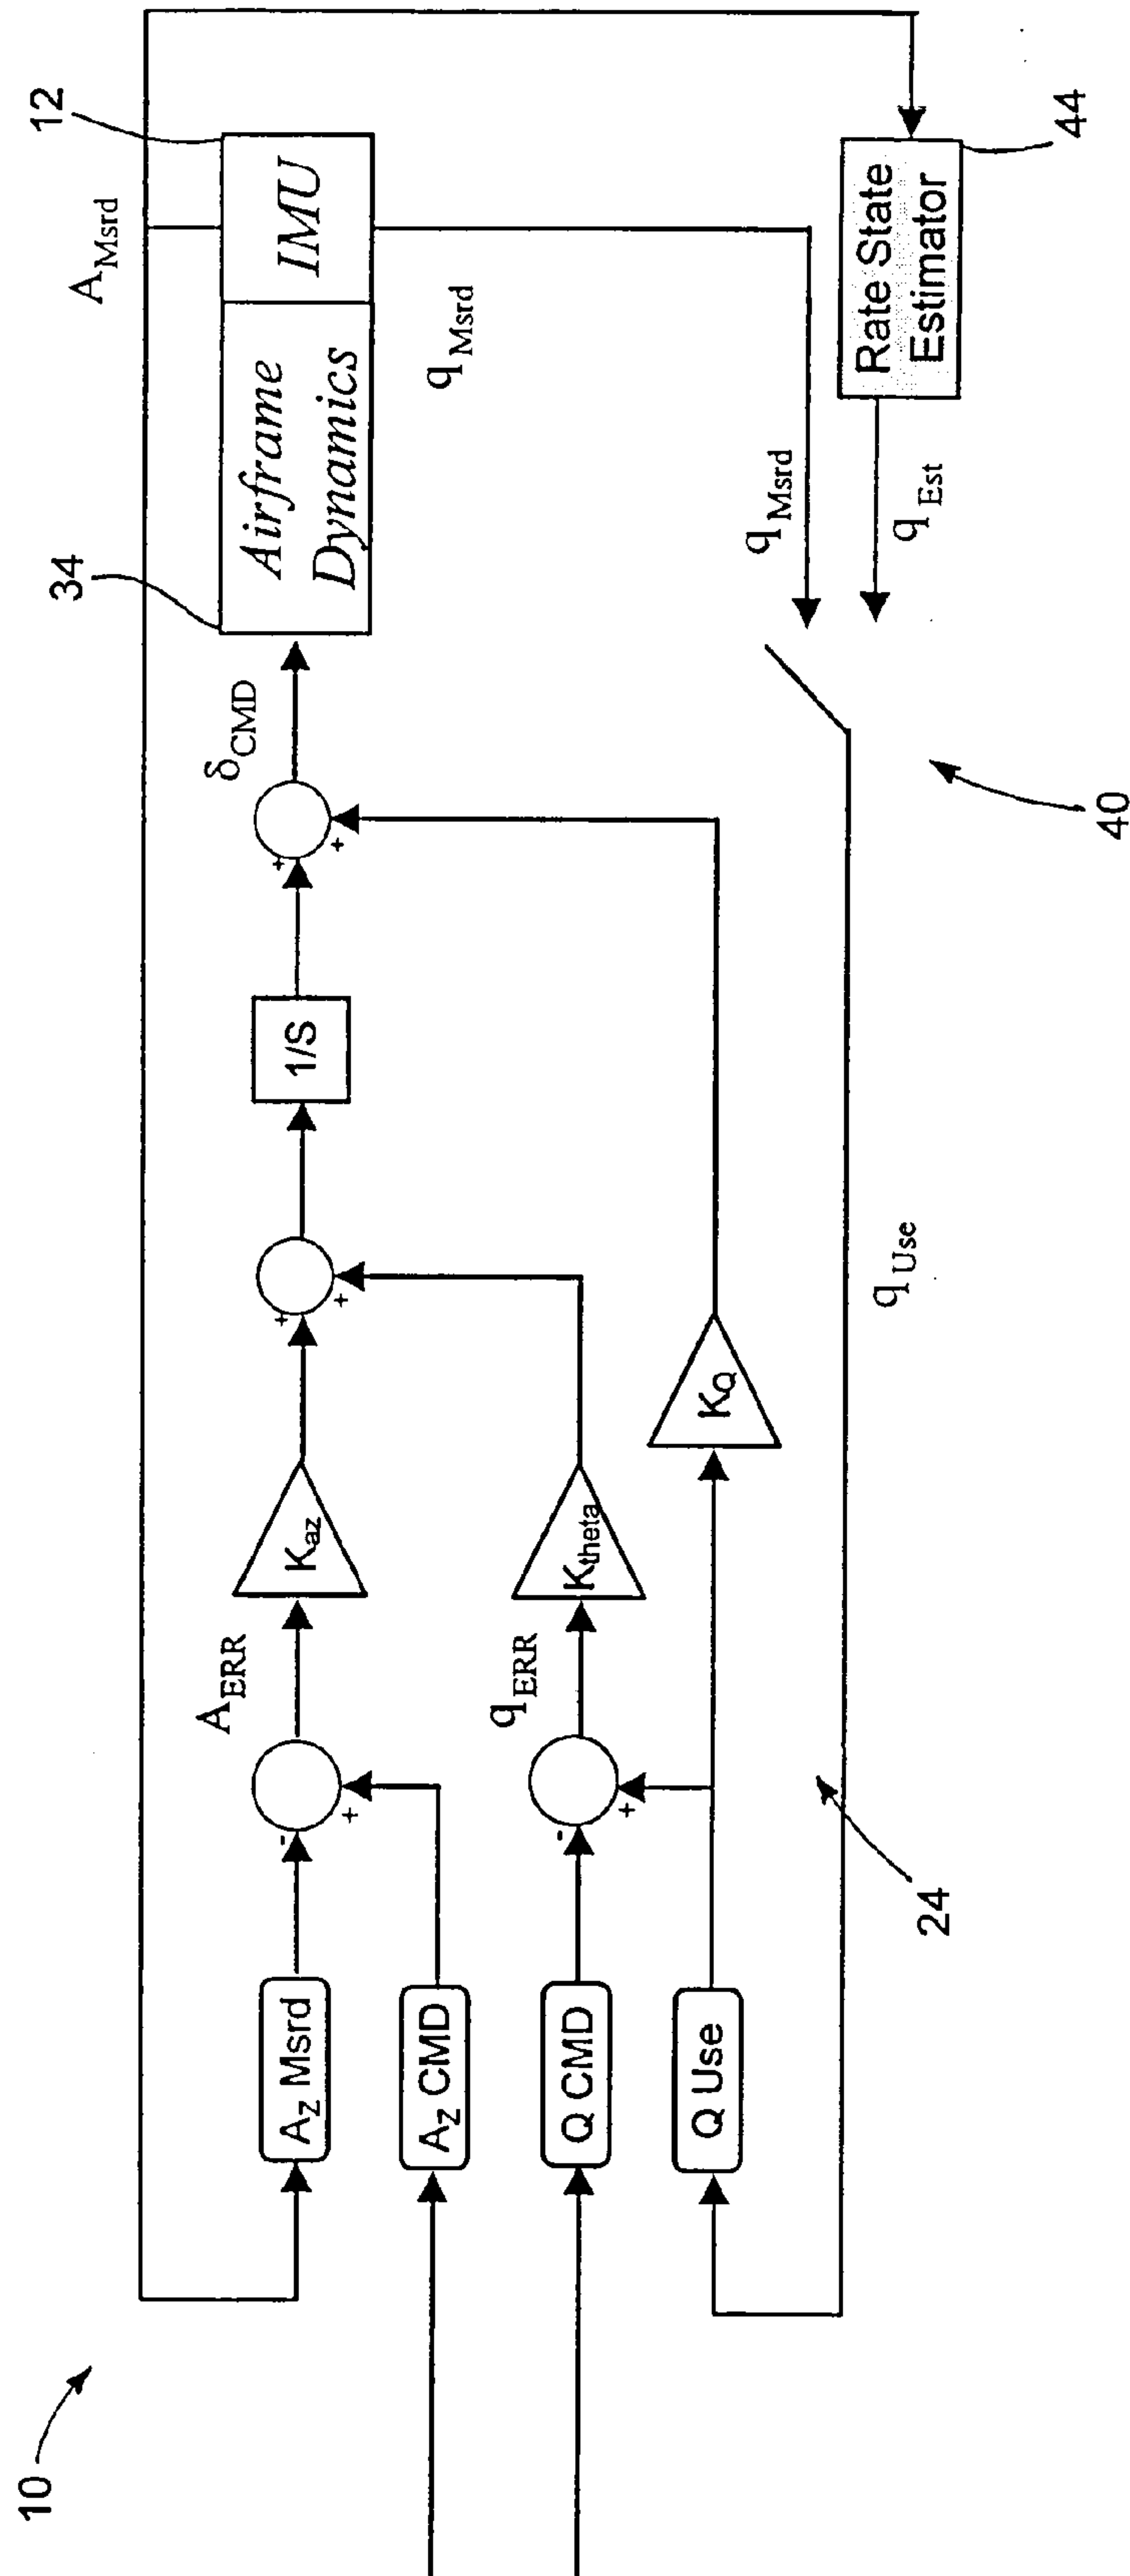 10
A_Z Msrd
A_Z CMD
Q CMD
Q Use
-
+
-
+
A_ERR
q_ERR
24
K_az
K_theta
K_Q
+
+
q_Use
1/S
+
+
δ_CMD
40
34
Airframe
Dynamics
IMU
12
A_Msrd
q_Msrd
q_Msrd
q_Est
Rate State
Estimator
44